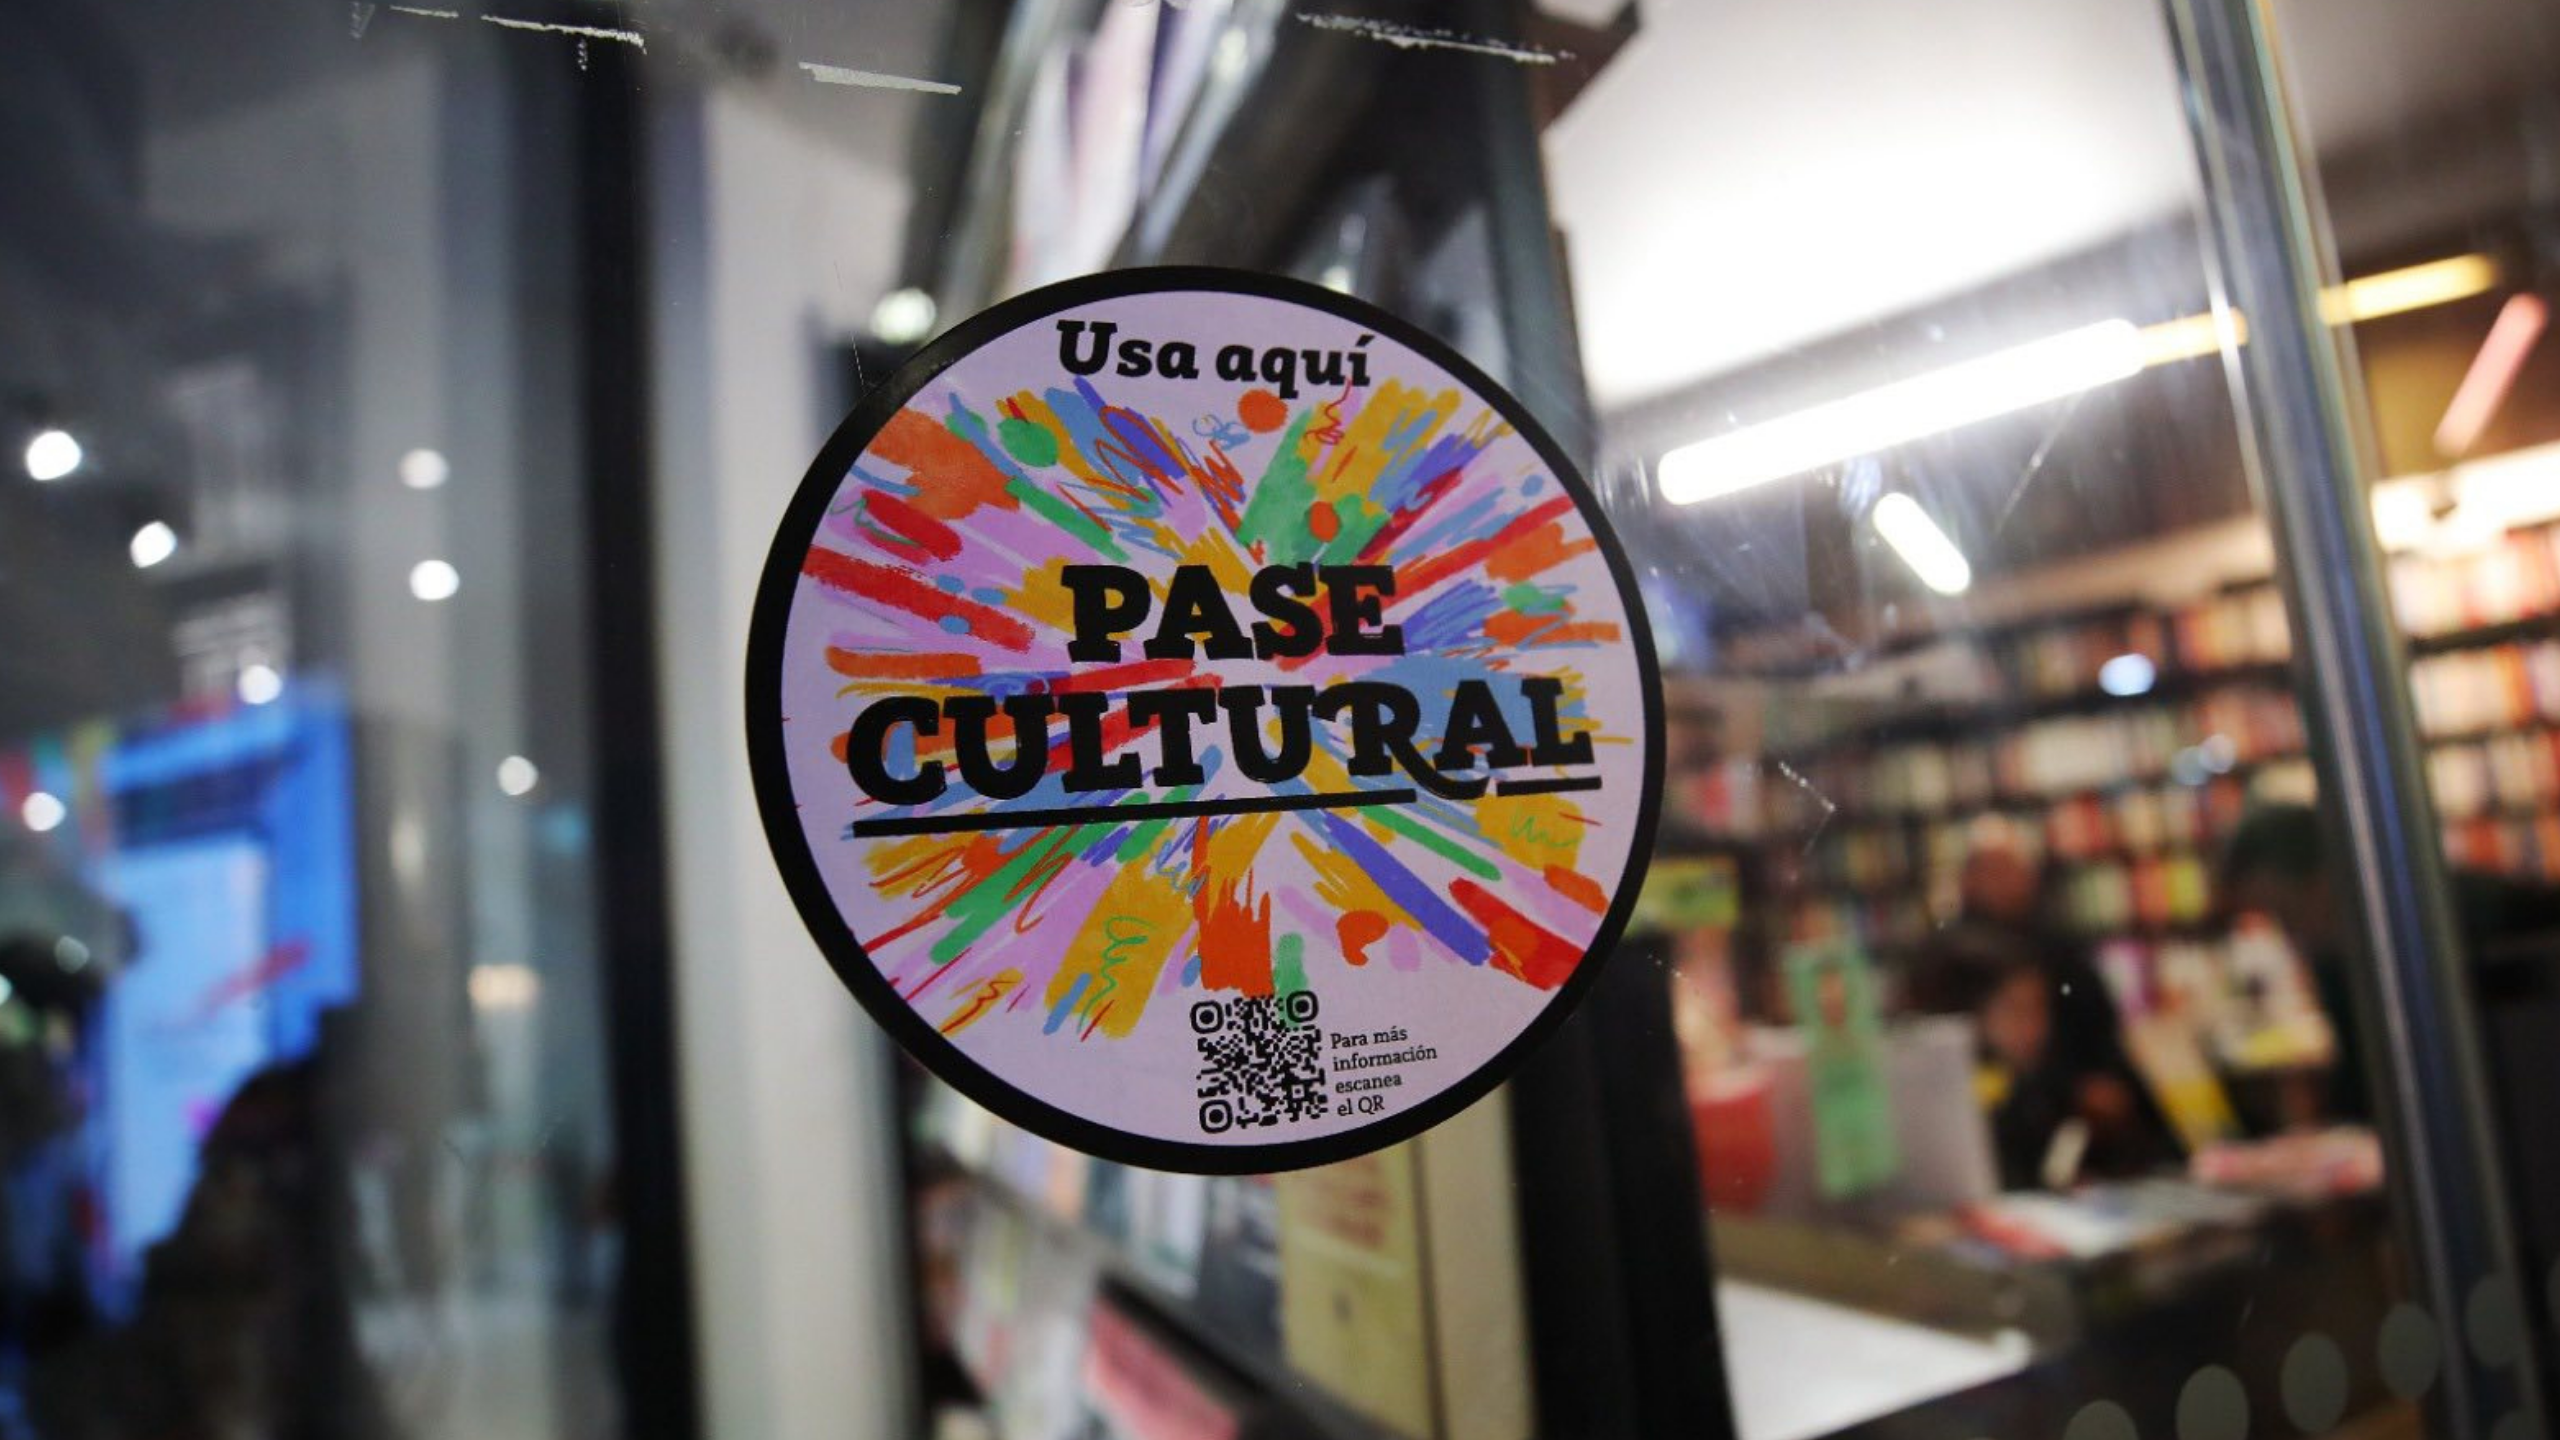 Usa aquí
PASE
CULTURAL
Para más
información
escanea
el QR